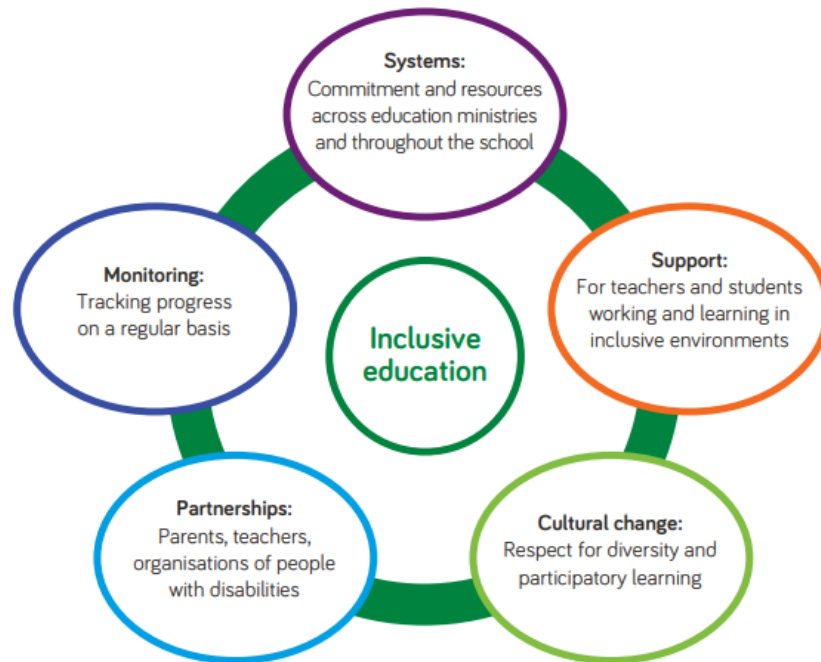 Systems:
Commitment and resources
across education ministries
and throughout the school
Support:
For teachers and students
working and learning in
inclusive environments
Cultural change:
Respect for diversity and
participatory learning
Partnerships:
Parents, teachers,
organisations of people
with disabilities
Monitoring:
Tracking progress
on a regular basis
Inclusive
education